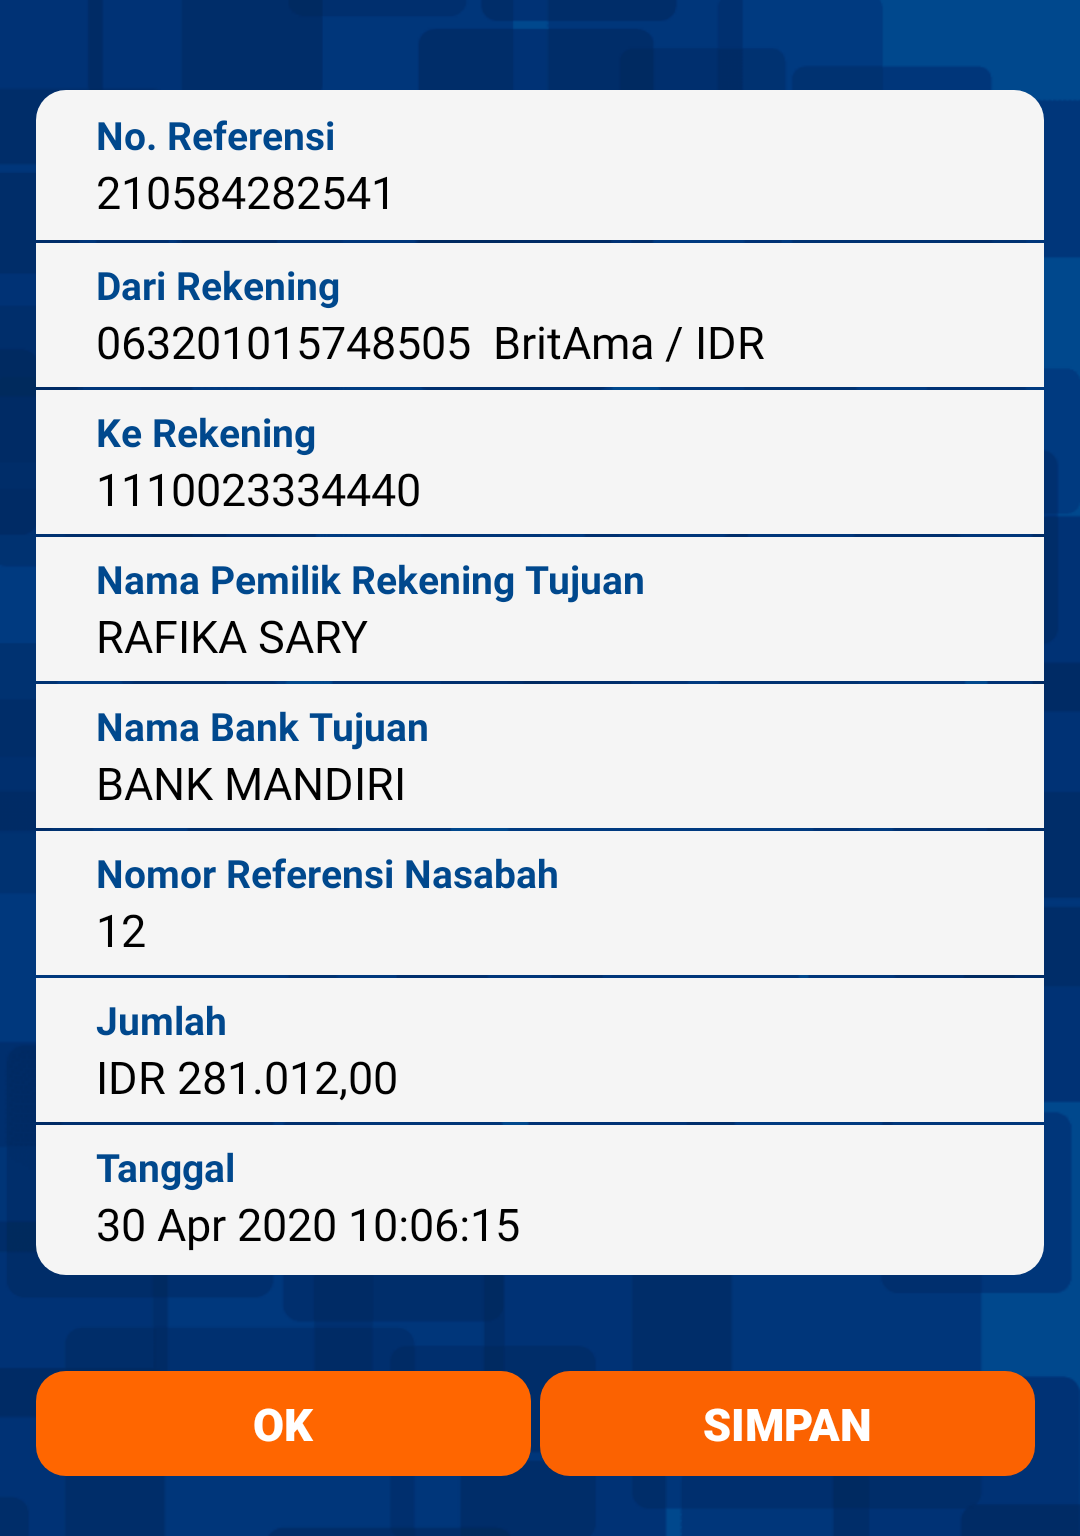 No. Referensi
210584282541
Dari Rekening
063201015748505  BritAma / IDR
Ke Rekening
1110023334440
Nama Pemilik Rekening Tujuan
RAFIKA SARY
Nama Bank Tujuan
BANK MANDIRI
Nomor Referensi Nasabah
12
Jumlah
IDR 281.012,00
Tanggal
30 Apr 2020 10:06:15
OK
SIMPAN